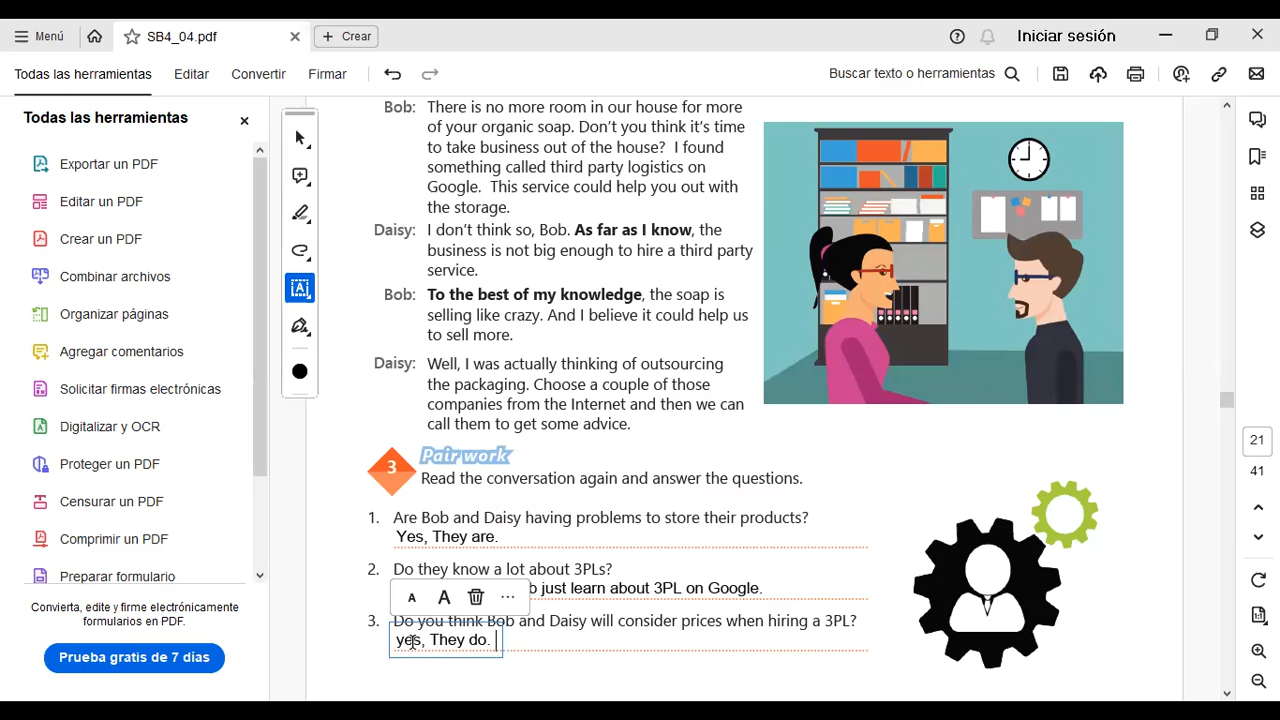 Menú
SB4_04.pdf
Crear
Iniciar sesión
Todas las herramientas
Editar
Convertir
Firmar
Buscar texto o herramientas
Todas las herramientas
Exportar un PDF
Editar un PDF
Crear un PDF
Combinar archivos
Organizar páginas
Agregar comentarios
Solicitar firmas electrónicas
Digitalizar y OCR
Proteger un PDF
Censurar un PDF
Comprimir un PDF
Preparar formulario
Convierta, edite y firme electrónicamente
formularios en PDF.
Prueba gratis de 7 días
Bob: There is no more room in our house for more
of your organic soap. Don't you think it's time
to take business out of the house? I found
something called third party logistics on
Google. This service could help you out with
the storage.
Daisy: I don't think so, Bob. As far as I know, the
business is not big enough to hire a third party
service.
Bob: To the best of my knowledge, the soap is
selling like crazy. And I believe it could help us
to sell more.
Daisy: Well, I was actually thinking of outsourcing
the packaging. Choose a couple of those
companies from the Internet and then we can
call them to get some advice.
3 Pair work
Read the conversation again and answer the questions.
1. Are Bob and Daisy having problems to store their products?
Yes, They are.
2. Do they know a lot about 3PLs?
just learn about 3PL on Google.
A A ...
3. Do you think Bob and Daisy will consider prices when hiring a 3PL?
yes, They do.
21
41